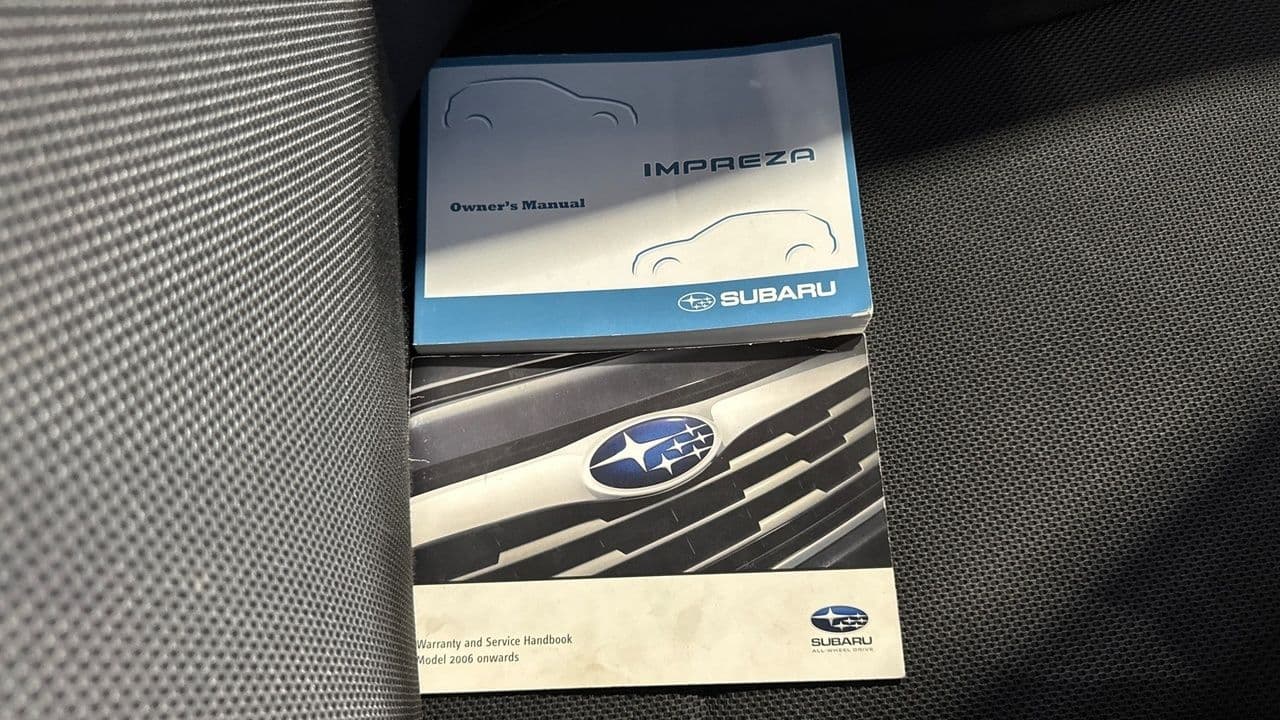 IMPREZA
Owner's Manual
SUBARU
Warranty and Service Handbook
Model 2006 onwards
SUBARU
ALL-WHEEL DRIVE